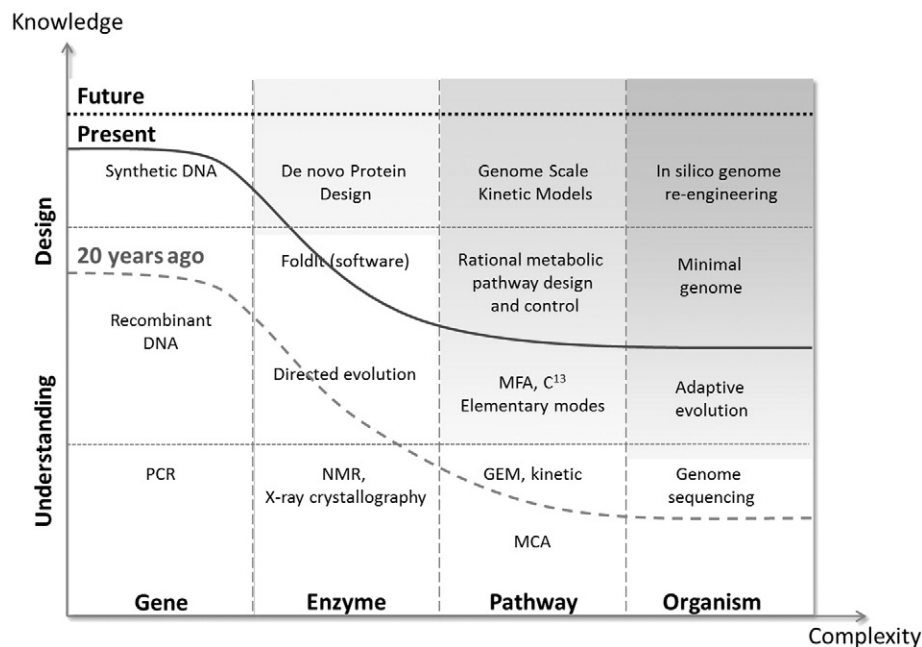 Knowledge
Future
Present
Synthetic DNA
De novo Protein
Design
Genome Scale
Kinetic Models
In silico genome
re-engineering
Design
20 years ago
FoldIt (software)
Rational metabolic
pathway design
and control
Minimal
genome
Recombinant
DNA
Directed evolution
MFA, C¹³
Elementary modes
Adaptive
evolution
Understanding
PCR
NMR,
X-ray crystallography
GEM, kinetic
MCA
Genome
sequencing
Gene
Enzyme
Pathway
Organism
Complexity